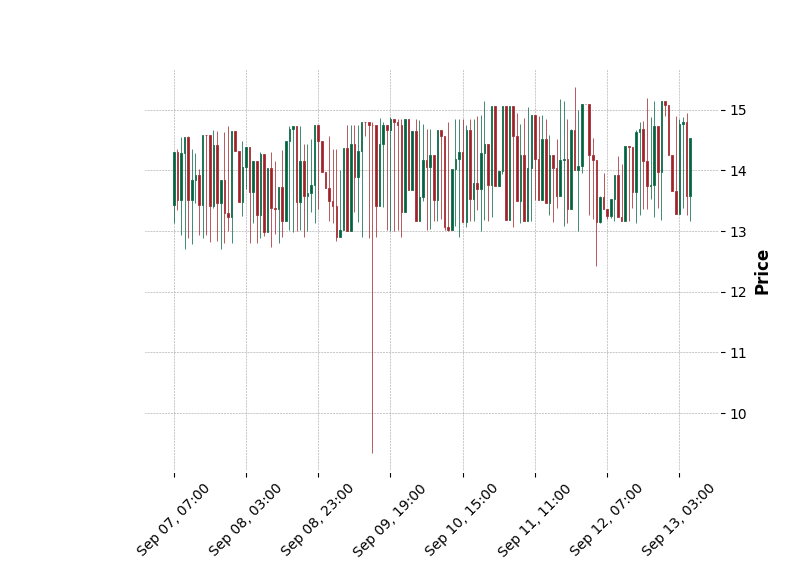 15
14
13
12
11
10
Price
Sep 07, 07:00
Sep 08, 03:00
Sep 08, 23:00
Sep 09, 19:00
Sep 10, 15:00
Sep 11, 11:00
Sep 12, 07:00
Sep 13, 03:00